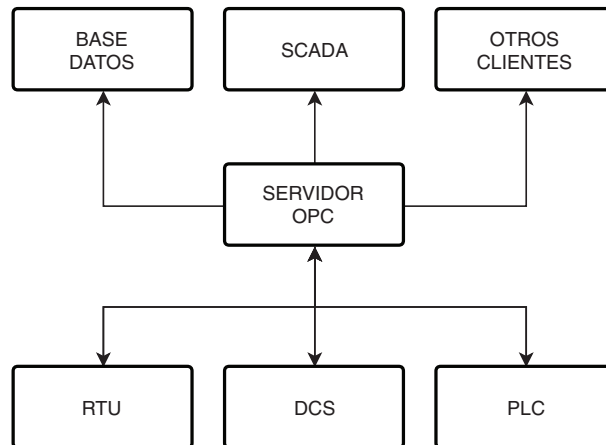 BASE
DATOS
SCADA
OTROS
CLIENTES
SERVIDOR
OPC
RTU
DCS
PLC